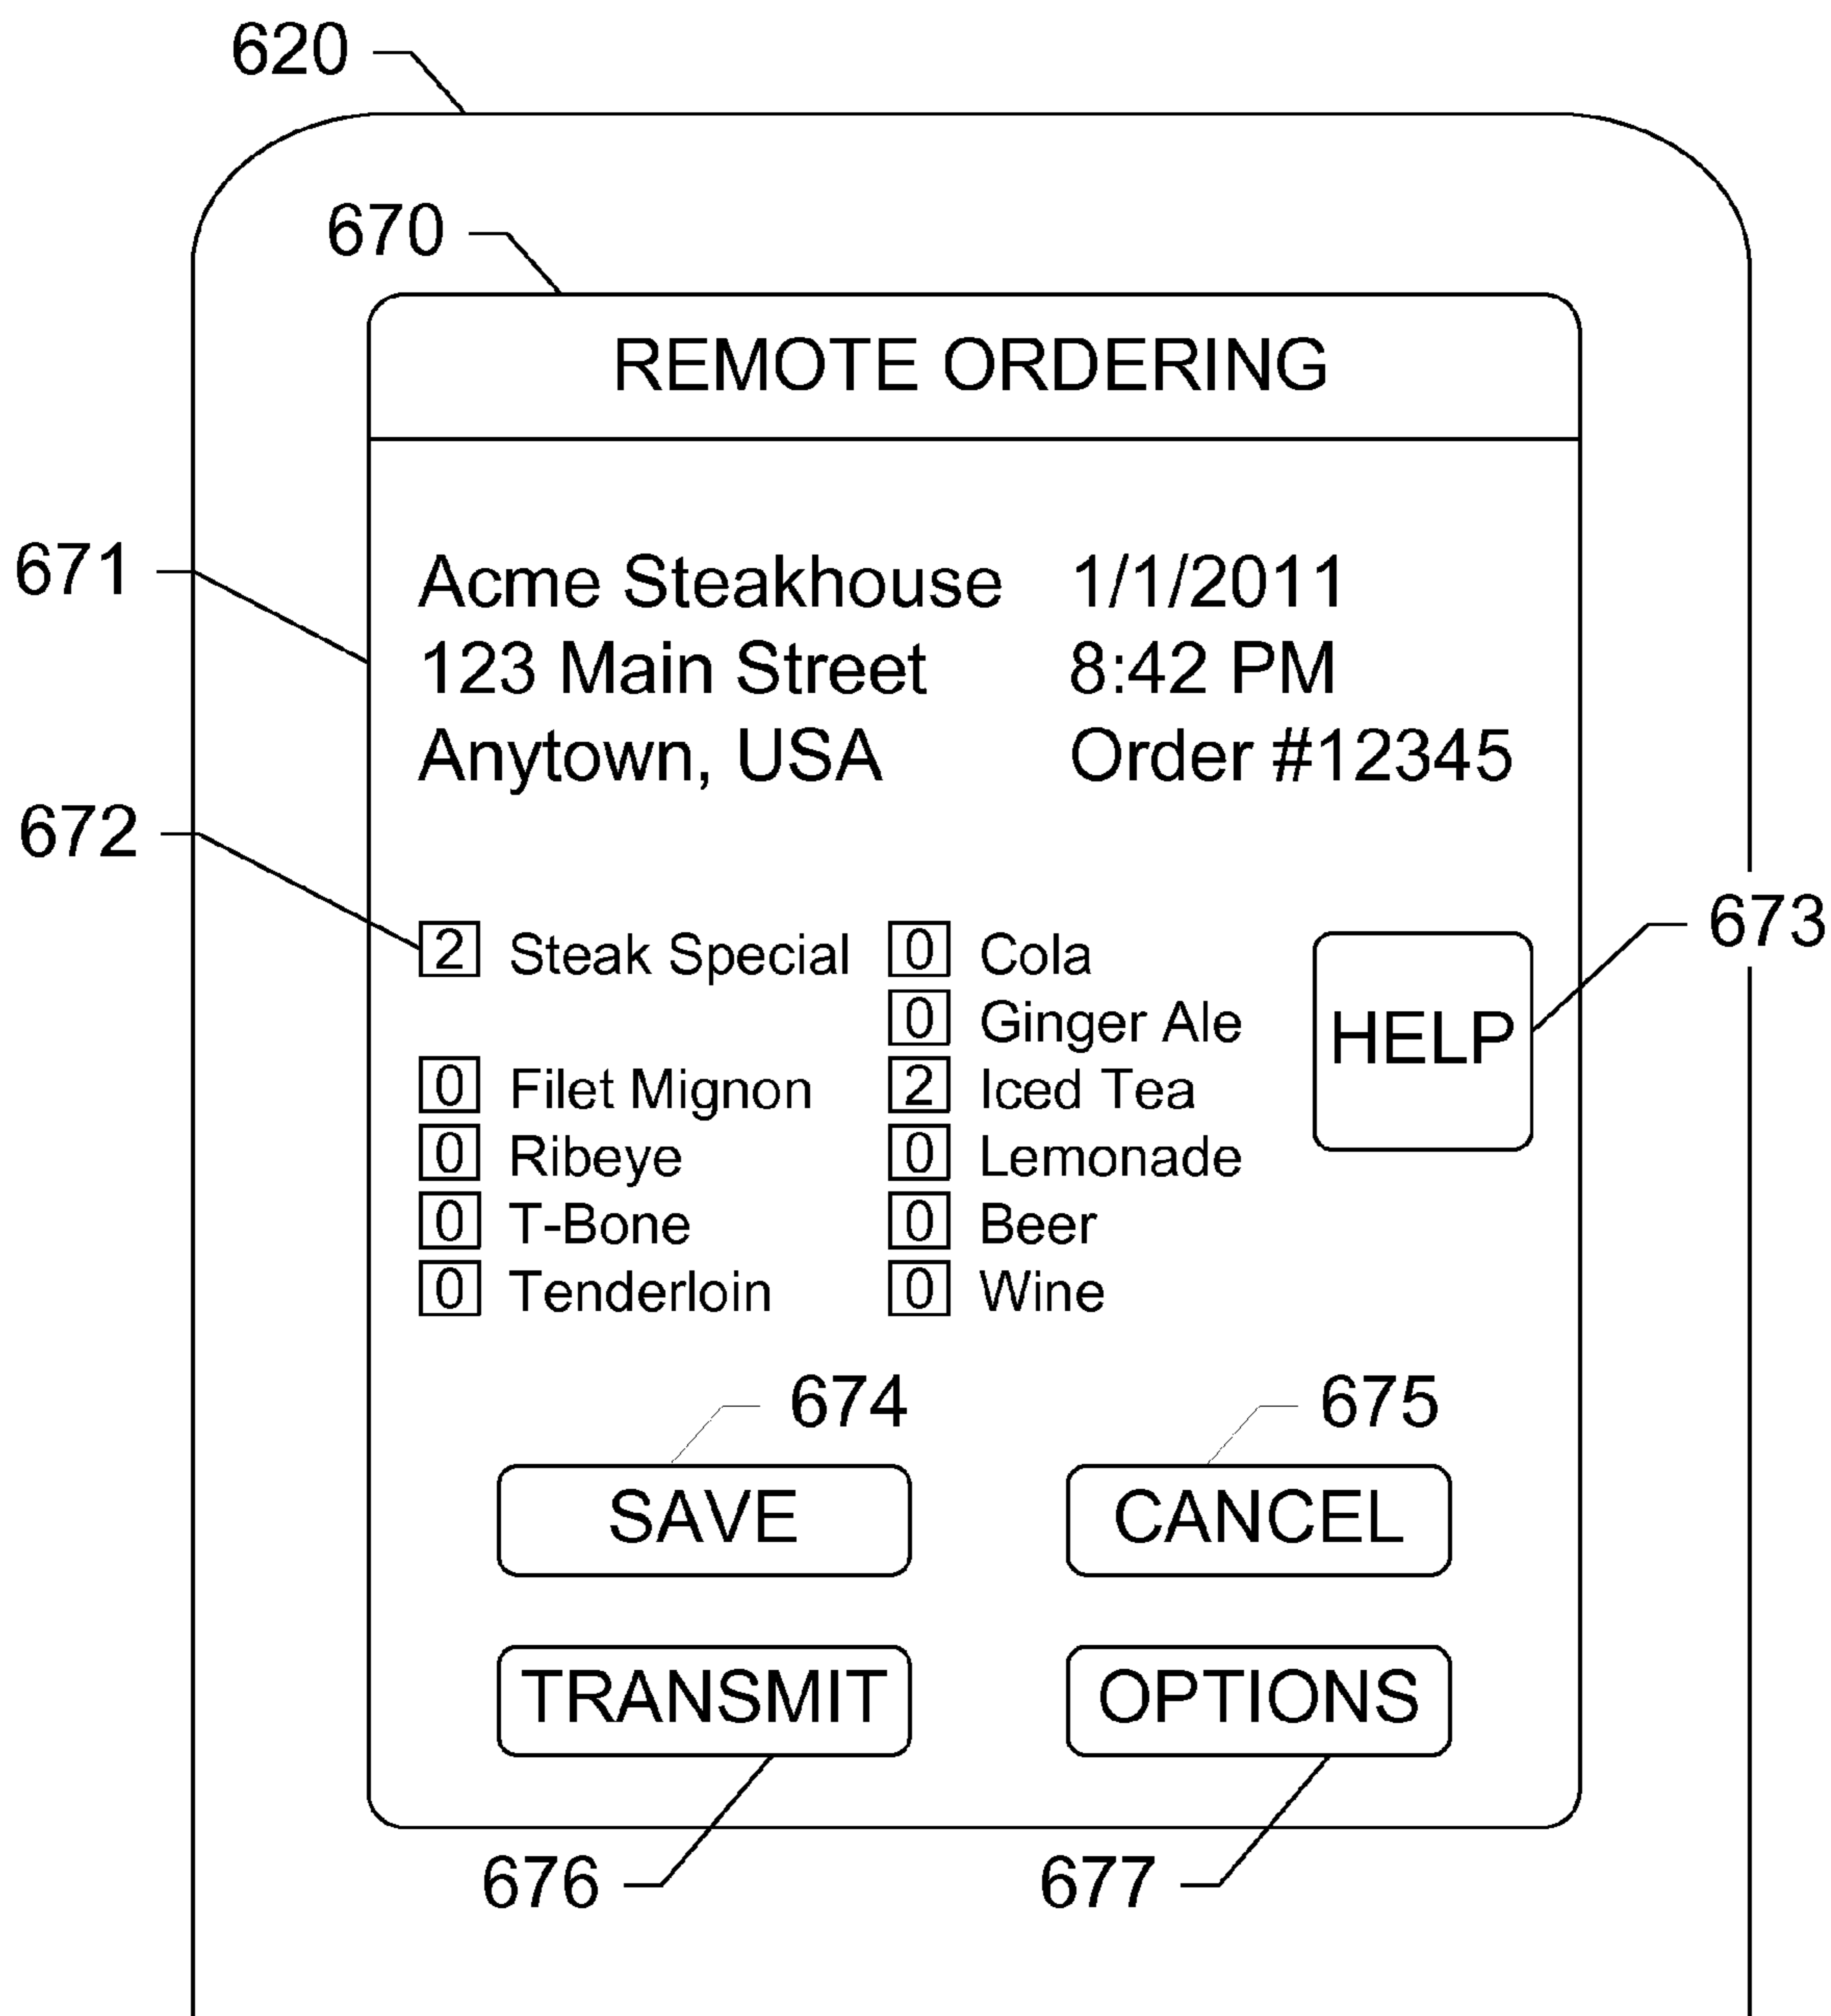 620
670
REMOTE ORDERING
671
Acme Steakhouse 1/1/2011
123 Main Street 8:42 PM
Anytown, USA Order #12345
672
673
2 Steak Special 0 Cola
0 Ginger Ale
HELP
0 Filet Mignon 2 Iced Tea
0 Ribeye 0 Lemonade
0 T-Bone 0 Beer
0 Tenderloin 0 Wine
674 675
SAVE CANCEL
TRANSMIT OPTIONS
676 677